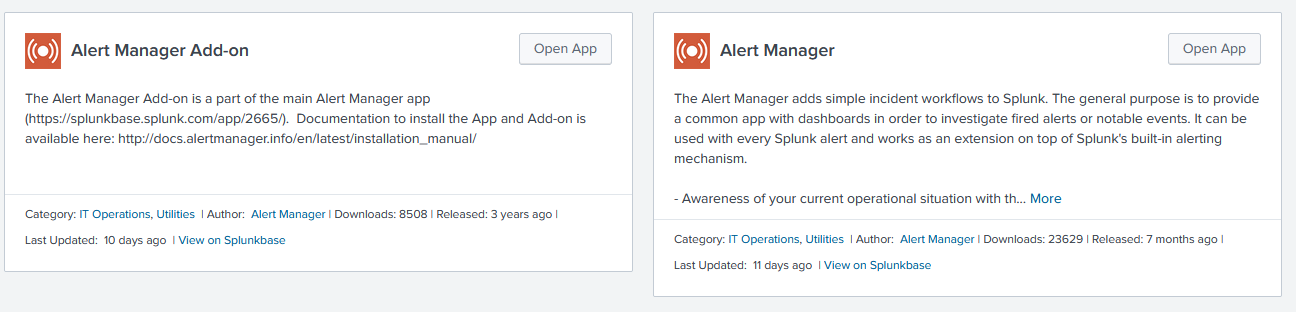 Alert Manager Add-on
Open App
The Alert Manager Add-on is a part of the main Alert Manager app
(https://splunkbase.splunk.com/app/2665/).  Documentation to install the App and Add-on is
available here: http://docs.alertmanager.info/en/latest/installation_manual/
Category: IT Operations, Utilities | Author: Alert Manager | Downloads: 8508 | Released: 3 years ago |
Last Updated: 10 days ago | View on Splunkbase
Alert Manager
Open App
The Alert Manager adds simple incident workflows to Splunk. The general purpose is to provide
a common app with dashboards in order to investigate fired alerts or notable events. It can be
used with every Splunk alert and works as an extension on top of Splunk's built-in alerting
mechanism.
- Awareness of your current operational situation with th... More
Category: IT Operations, Utilities | Author: Alert Manager | Downloads: 23629 | Released: 7 months ago |
Last Updated: 11 days ago | View on Splunkbase